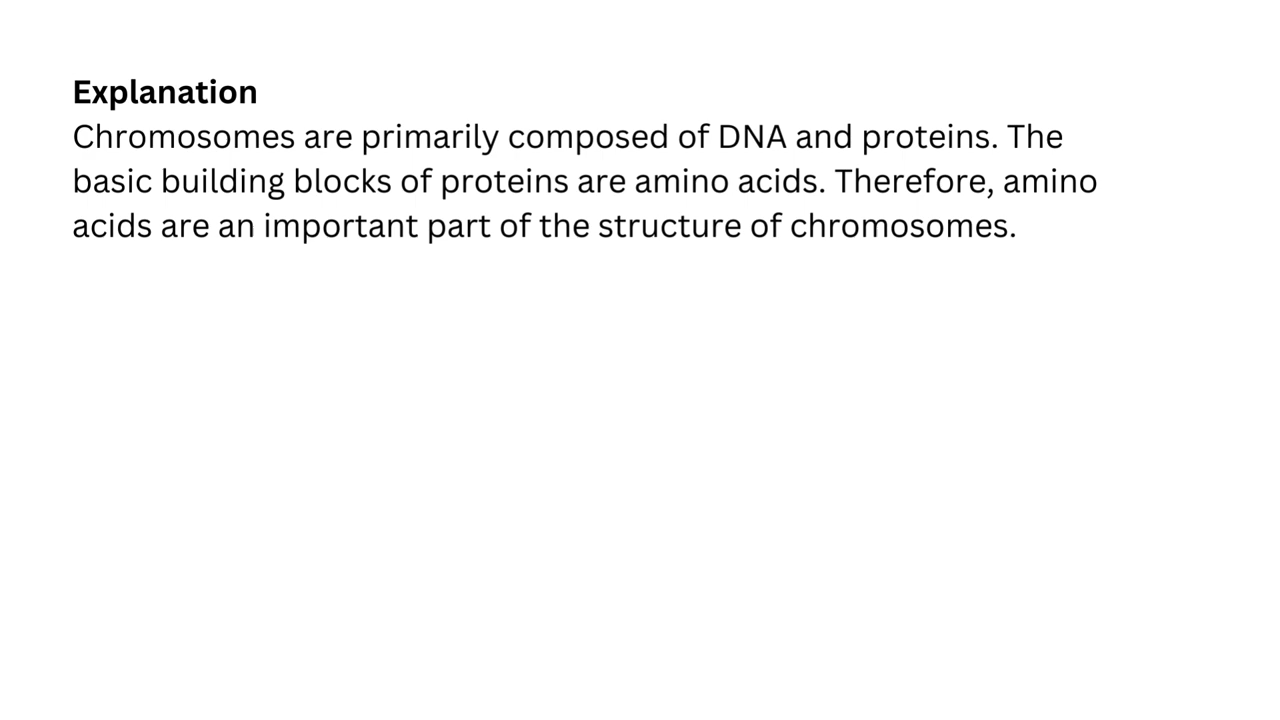 Explanation
Chromosomes are primarily composed of DNA and proteins. The
basic building blocks of proteins are amino acids. Therefore, amino
acids are an important part of the structure of chromosomes.